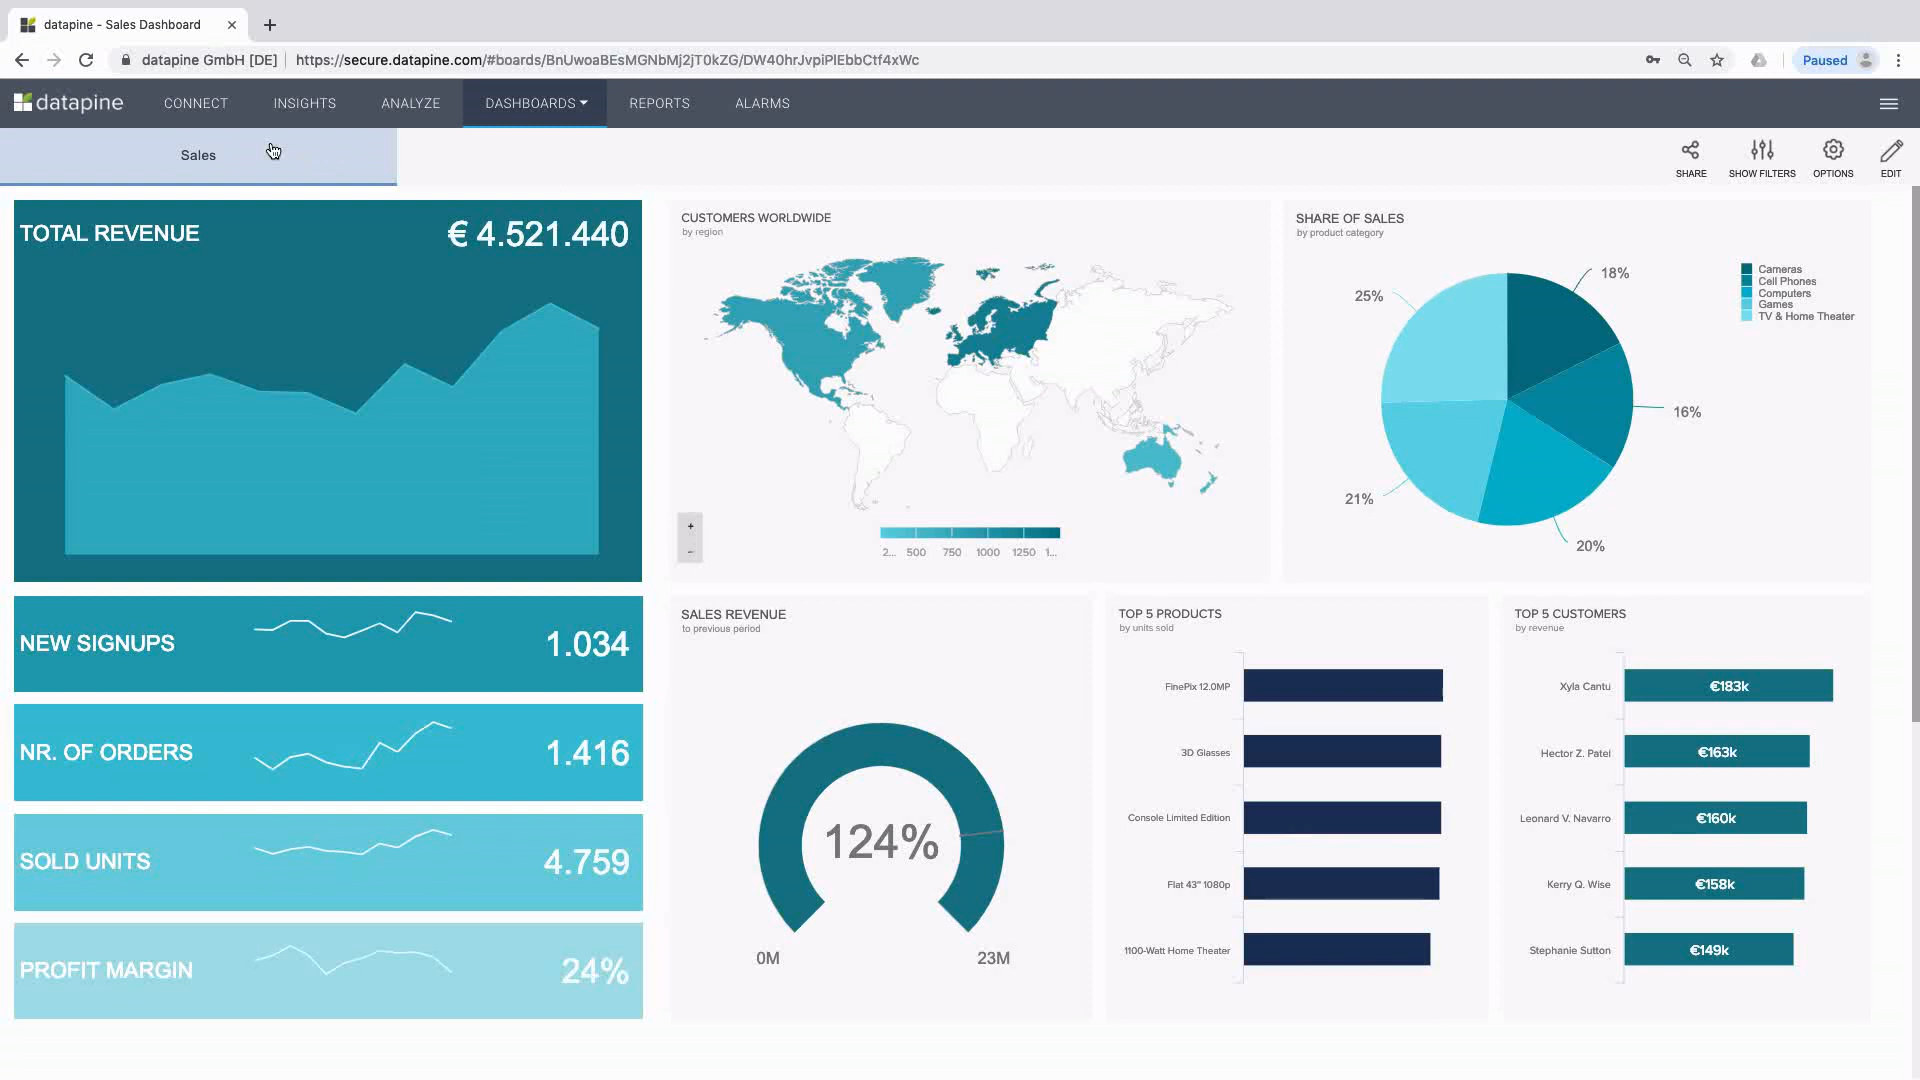 datapine - Sales Dashboard
datapine GmbH [DE] https://secure.datapine.com/#boards/BnUwoaBEsMGNbMj2jT0kZG/DW40hrJvpiPlEbbCtf4xWc
Paused
datapine CONNECT INSIGHTS ANALYZE DASHBOARDS REPORTS ALARMS
Sales
SHARE SHOW FILTERS OPTIONS EDIT
TOTAL REVENUE € 4.521.440
CUSTOMERS WORLDWIDE
by region
+
-
2... 500 750 1000 1250 1...
SHARE OF SALES
by product category
18%
16%
20%
21%
25%
Cameras
Cell Phones
Computers
Games
TV & Home Theater
NEW SIGNUPS 1.034
NR. OF ORDERS 1.416
SOLD UNITS 4.759
PROFIT MARGIN 24%
SALES REVENUE
to previous period
124%
0M 23M
TOP 5 PRODUCTS
by units sold
FinePix 12.0MP
3D Glasses
Console Limited Edition
Flat 43" 1080p
1100-Watt Home Theater
TOP 5 CUSTOMERS
by revenue
Xyla Cantu €183k
Hector Z. Patel €163k
Leonard V. Navarro €160k
Kerry Q. Wise €158k
Stephanie Sutton €149k